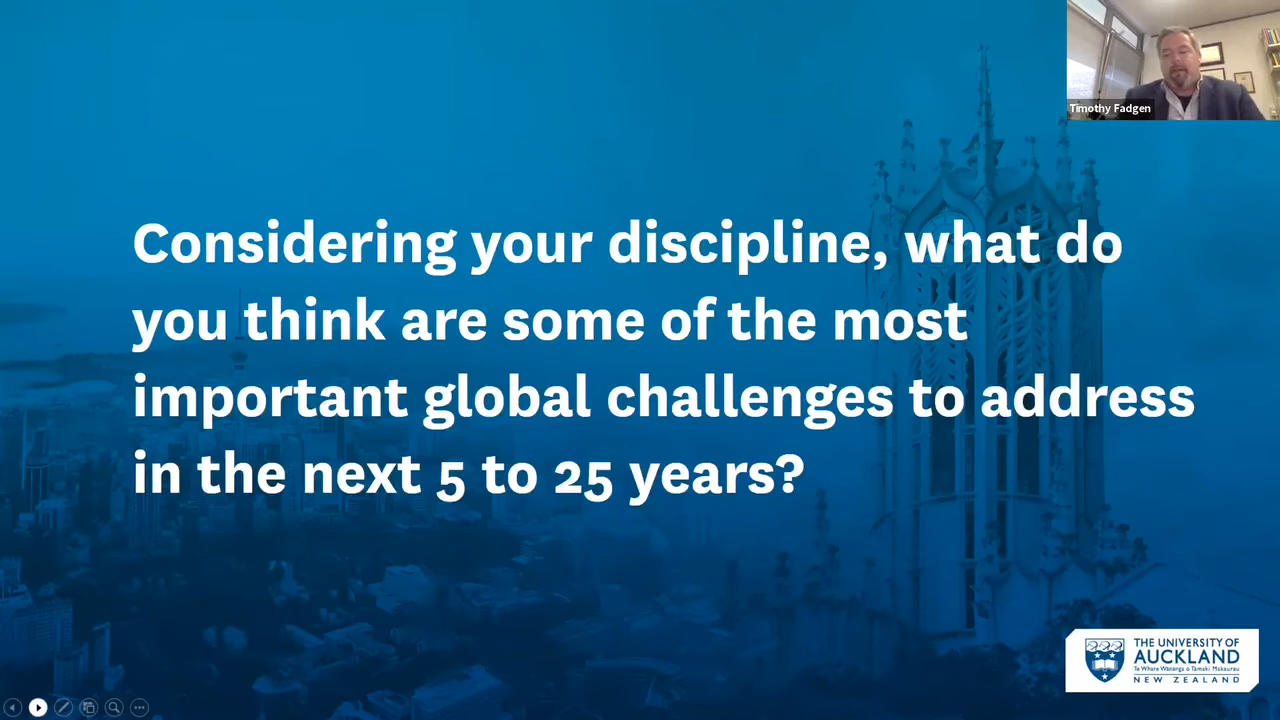 Timothy Fadgen
Considering your discipline, what do
you think are some of the most
important global challenges to address
in the next 5 to 25 years?
THE UNIVERSITY OF
AUCKLAND
Te Whare Wānanga o Tāmaki Makaurau
NEW ZEALAND